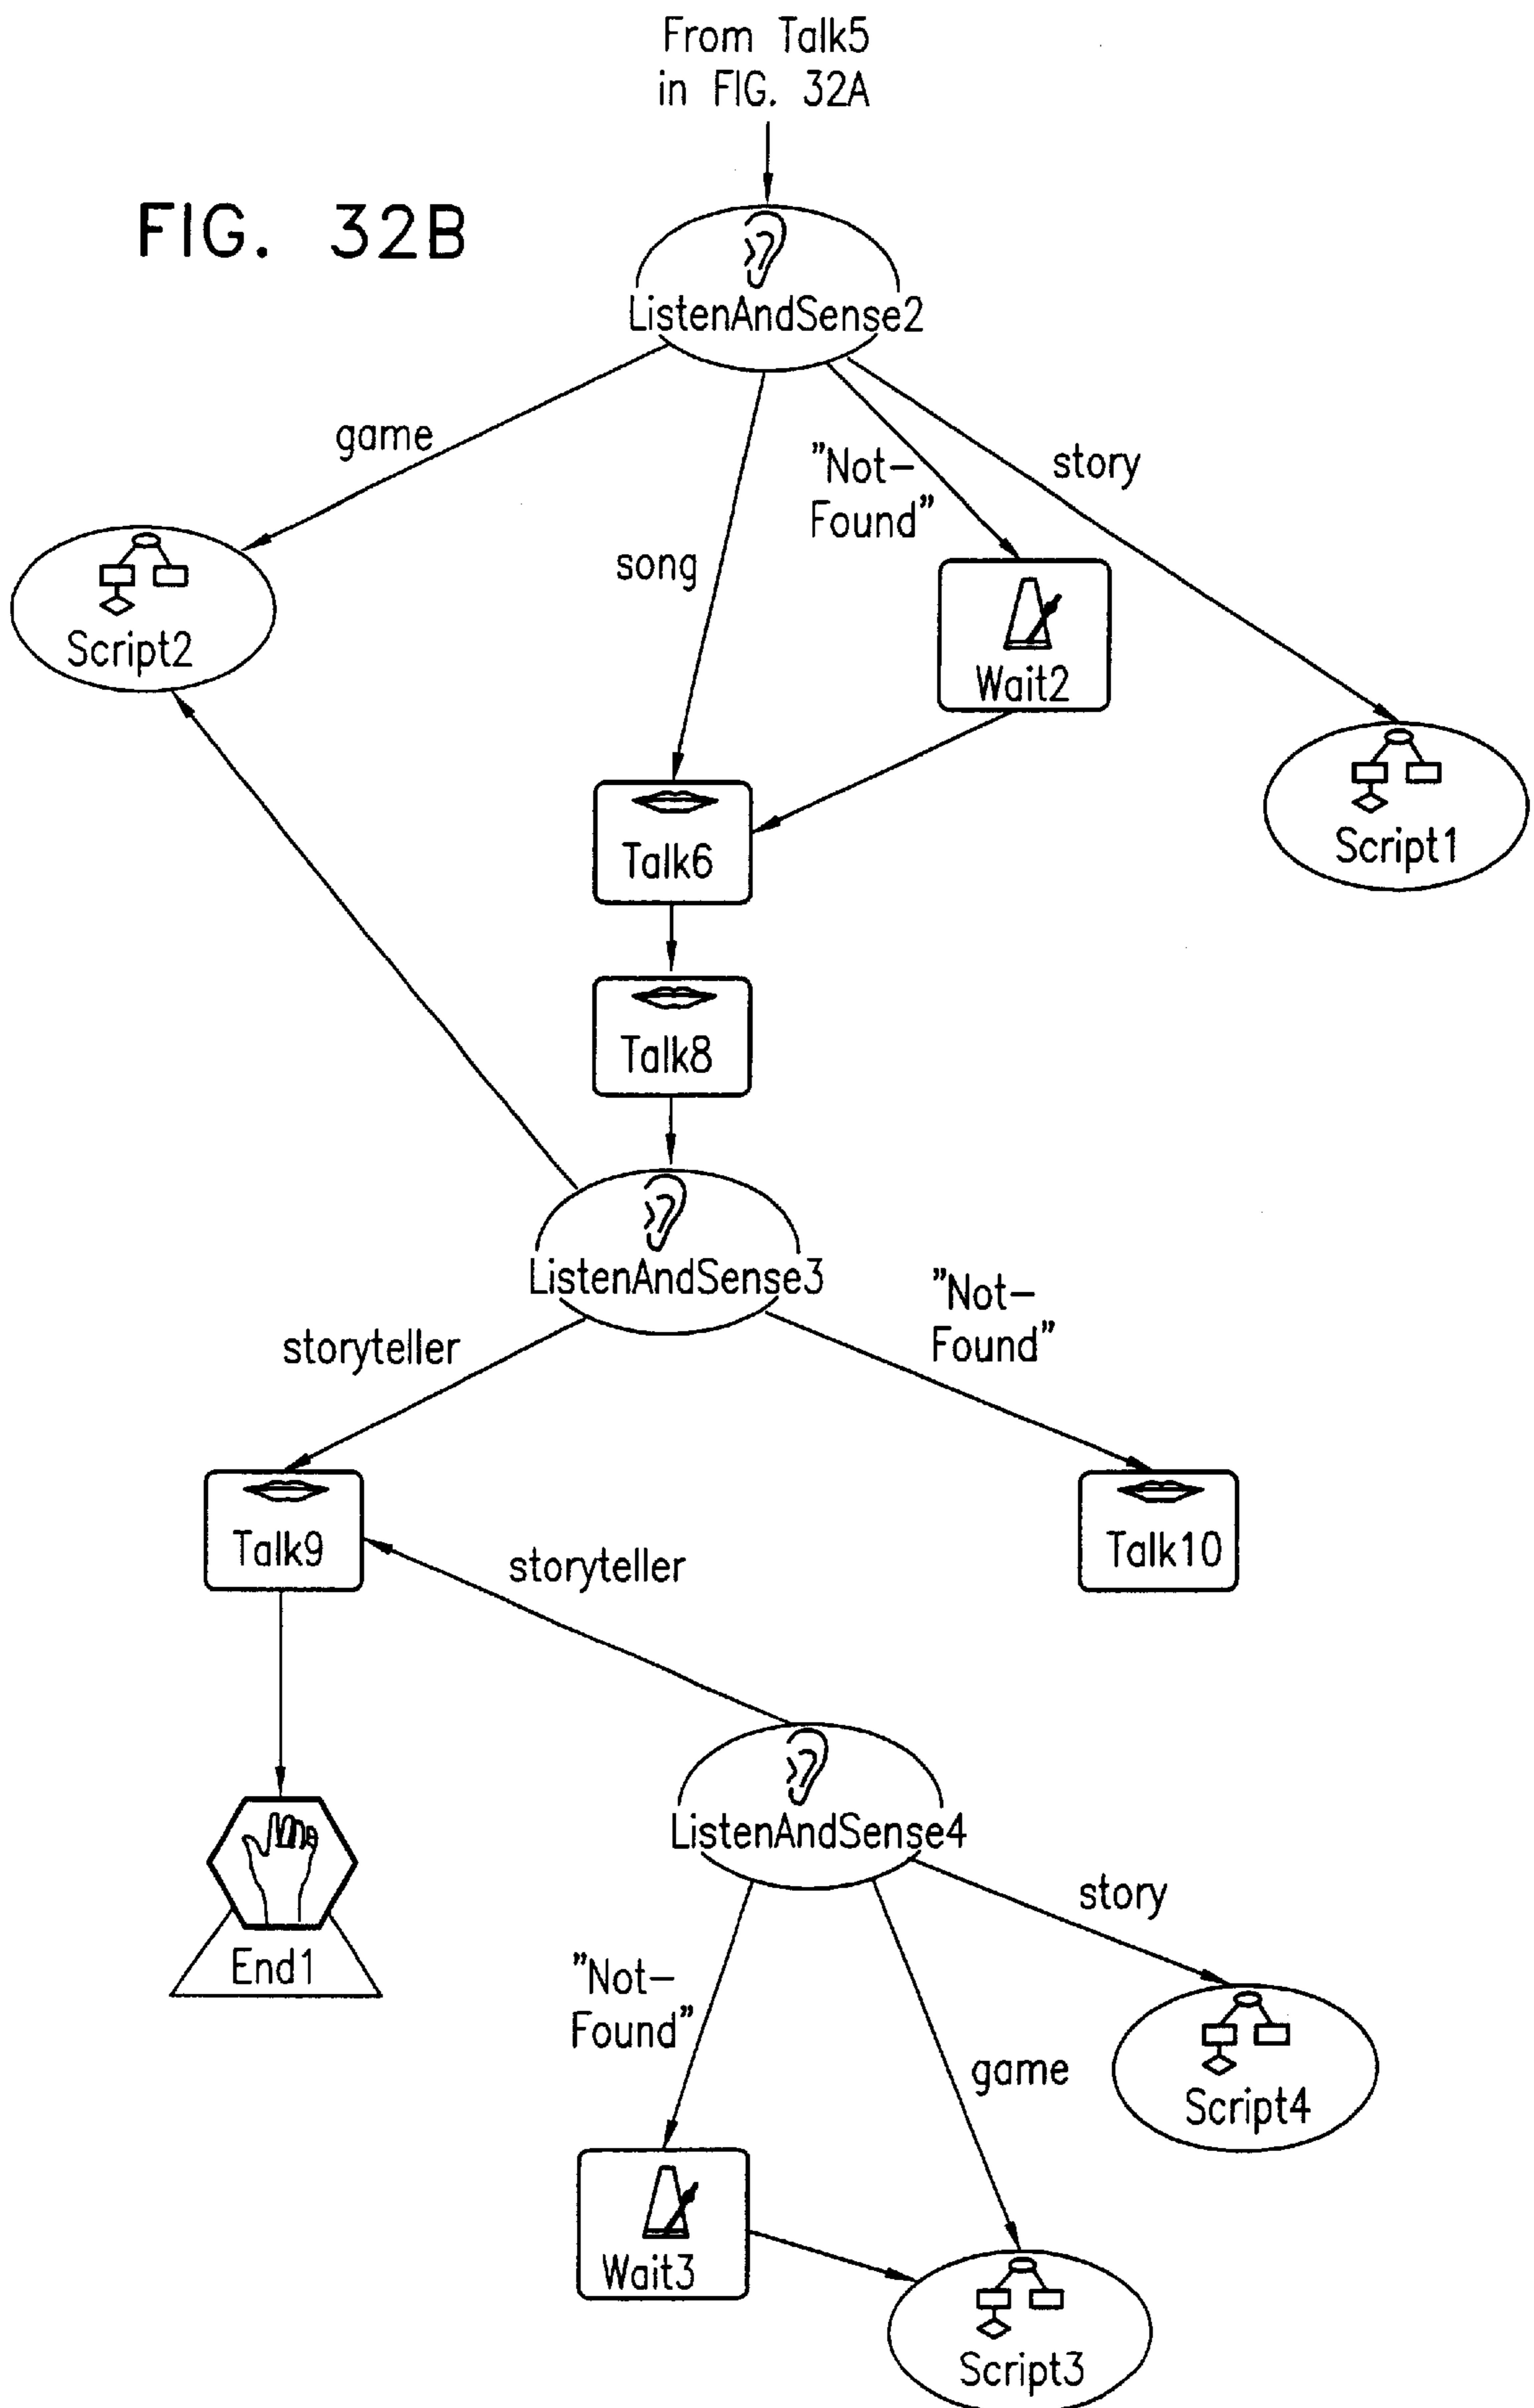 From Talk5
in FIG. 32A
FIG. 32B
ListenAndSense2
game
"Not-
Found"
story
song
Script2
Wait2
Script1
Talk6
Talk8
ListenAndSense3
"Not-
Found"
storyteller
Talk9
Talk10
storyteller
ListenAndSense4
End1
story
"Not-
Found"
game
Script4
Wait3
Script3